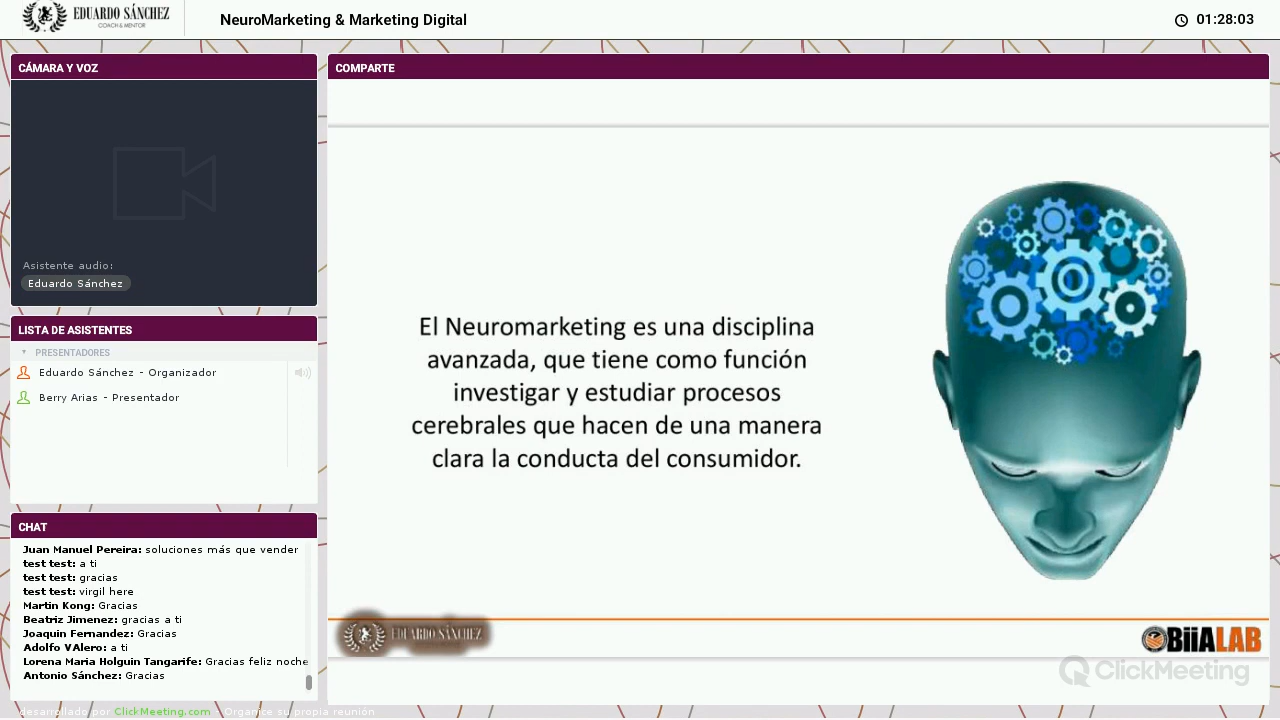 EDUARDO SÁNCHEZ
COACH & MENTOR
NeuroMarketing & Marketing Digital
01:28:03
CÁMARA Y VOZ
Asistente audio:
Eduardo Sánchez
LISTA DE ASISTENTES
PRESENTADORES
Eduardo Sánchez - Organizador
Berry Arias - Presentador
CHAT
Juan Manuel Pereira: soluciones más que vender
test test: a ti
test test: gracias
test test: virgil here
Martin Kong: Gracias
Beatriz Jimenez: gracias a ti
Joaquin Fernandez: Gracias
Adolfo VAlero: a ti
Lorena Maria Holguin Tangarife: Gracias feliz noche
Antonio Sánchez: Gracias
desarrollado por ClickMeeting.com - Organice su propia reunión
COMPARTE
El Neuromarketing es una disciplina
avanzada, que tiene como función
investigar y estudiar procesos
cerebrales que hacen de una manera
clara la conducta del consumidor.
EDUARDO SÁNCHEZ
BiiALAB
ClickMeeting